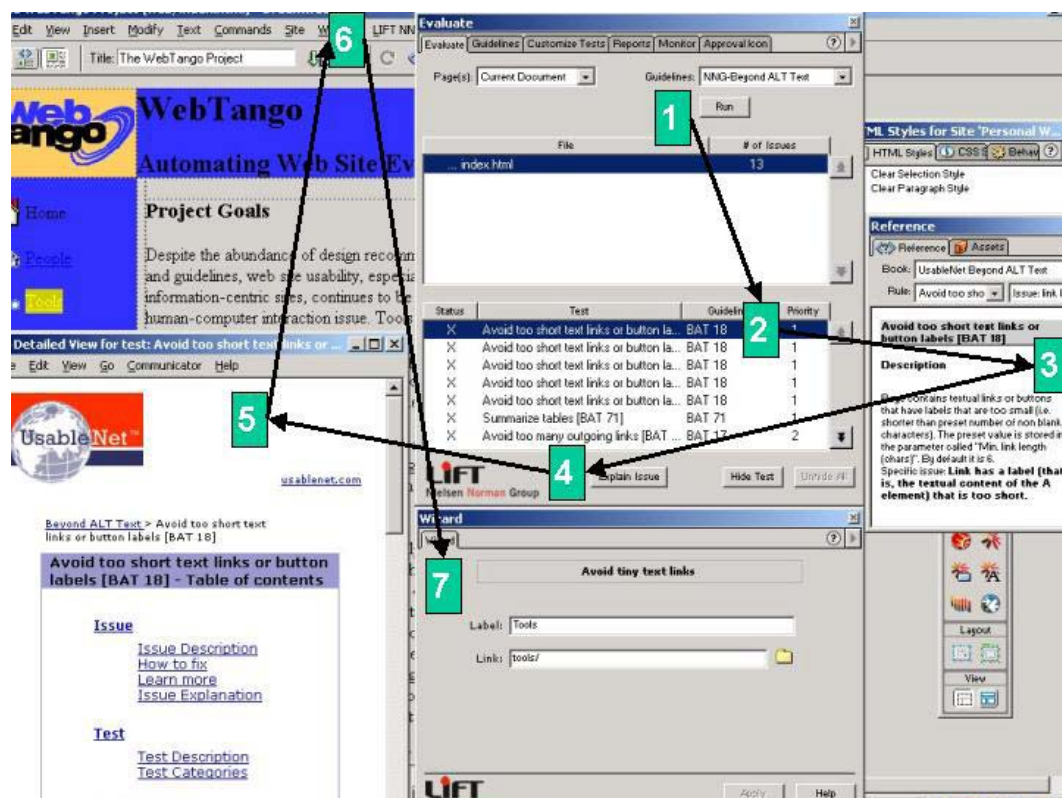 Edit View Insert Modify Text Commands Site LIFT NN
Title: The WebTango Project
Web
Tango
WebTango
Automating Web Site Ev
Home
People
Tools
Project Goals
Despite the abundance of design recomm
and guidelines, web site usability, especia
information-centric sites, continues to be
human-computer interaction issue. Tools
Detailed View for test: Avoid too short text links or ...
Edit View Go Communicator Help
UsableNet™
usablenet.com
Beyond ALT Text > Avoid too short text
links or button labels [BAT 18]
Avoid too short text links or button
labels [BAT 18] - Table of contents
Issue
Issue Description
How to fix
Learn more
Issue Explanation
Test
Test Description
Test Categories
Evaluate
Evaluate Guidelines Customize Tests Reports Monitor Approval Icon ?
Page(s): Current Document Guidelines: NNG-Beyond ALT Text
Run
File # of Issues
... index.html 13
Status Test Guidelin Priority
X Avoid too short text links or button la... BAT 18 1
X Avoid too short text links or button la... BAT 18 1
X Avoid too short text links or button la... BAT 18 1
X Avoid too short text links or button la... BAT 18 1
X Avoid too short text links or button la... BAT 18 1
X Summarize tables [BAT 71] BAT 71 1
X Avoid too many outgoing links [BAT ... BAT 17 2
LIFT
Nielsen Norman Group
Explain Issue Hide Test Unhide All
Wizard
Wizard ?
Avoid tiny text links
Label: Tools
Link: tools/
LIFT
Apply Help
ML Styles for Site 'Personal W...
HTML Styles CSS S Behav ?
Clear Selection Style
Clear Paragraph Style
Reference
<?> Reference Assets
Book: UsableNet Beyond ALT Text
Rule: Avoid too sho Issue: link l
Avoid too short text links or
button labels [BAT 18]
Description
Page contains textual links or buttons
that have labels that are too small (i.e.
shorter than preset number of non blank
characters). The preset value is stored in
the parameter called "Min. link length
(chars)". By default it is 6.
Specific issue: Link has a label (that
is, the textual content of the A
element) that is too short.
Layout
View
1
2
3
4
5
6
7